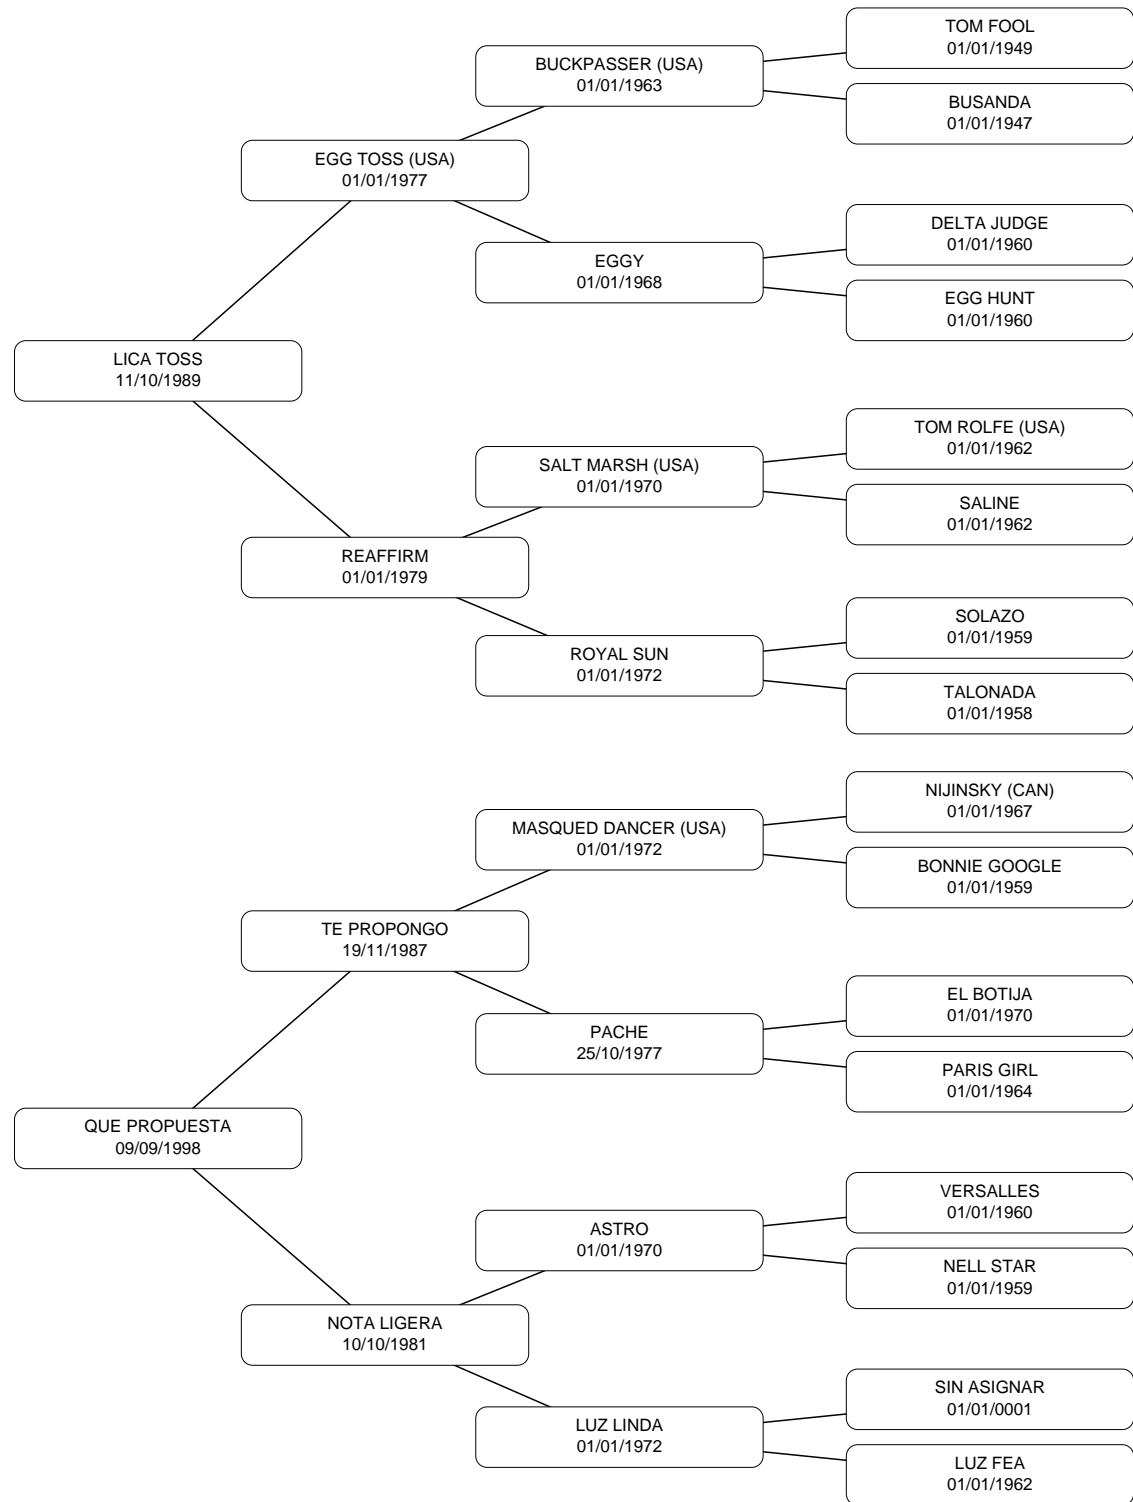 TOM FOOL
01/01/1949
BUCKPASSER (USA)
01/01/1963
BUSANDA
01/01/1947
EGG TOSS (USA)
01/01/1977
DELTA JUDGE
01/01/1960
EGGY
01/01/1968
EGG HUNT
01/01/1960
LICA TOSS
11/10/1989
TOM ROLFE (USA)
01/01/1962
SALT MARSH (USA)
01/01/1970
SALINE
01/01/1962
REAFFIRM
01/01/1979
SOLAZO
01/01/1959
ROYAL SUN
01/01/1972
TALONADA
01/01/1958
NIJINSKY (CAN)
01/01/1967
MASQUED DANCER (USA)
01/01/1972
BONNIE GOOGLE
01/01/1959
TE PROPONGO
19/11/1987
EL BOTIJA
01/01/1970
PACHE
25/10/1977
PARIS GIRL
01/01/1964
QUE PROPUESTA
09/09/1998
VERSALLES
01/01/1960
ASTRO
01/01/1970
NELL STAR
01/01/1959
NOTA LIGERA
10/10/1981
SIN ASIGNAR
01/01/0001
LUZ LINDA
01/01/1972
LUZ FEA
01/01/1962